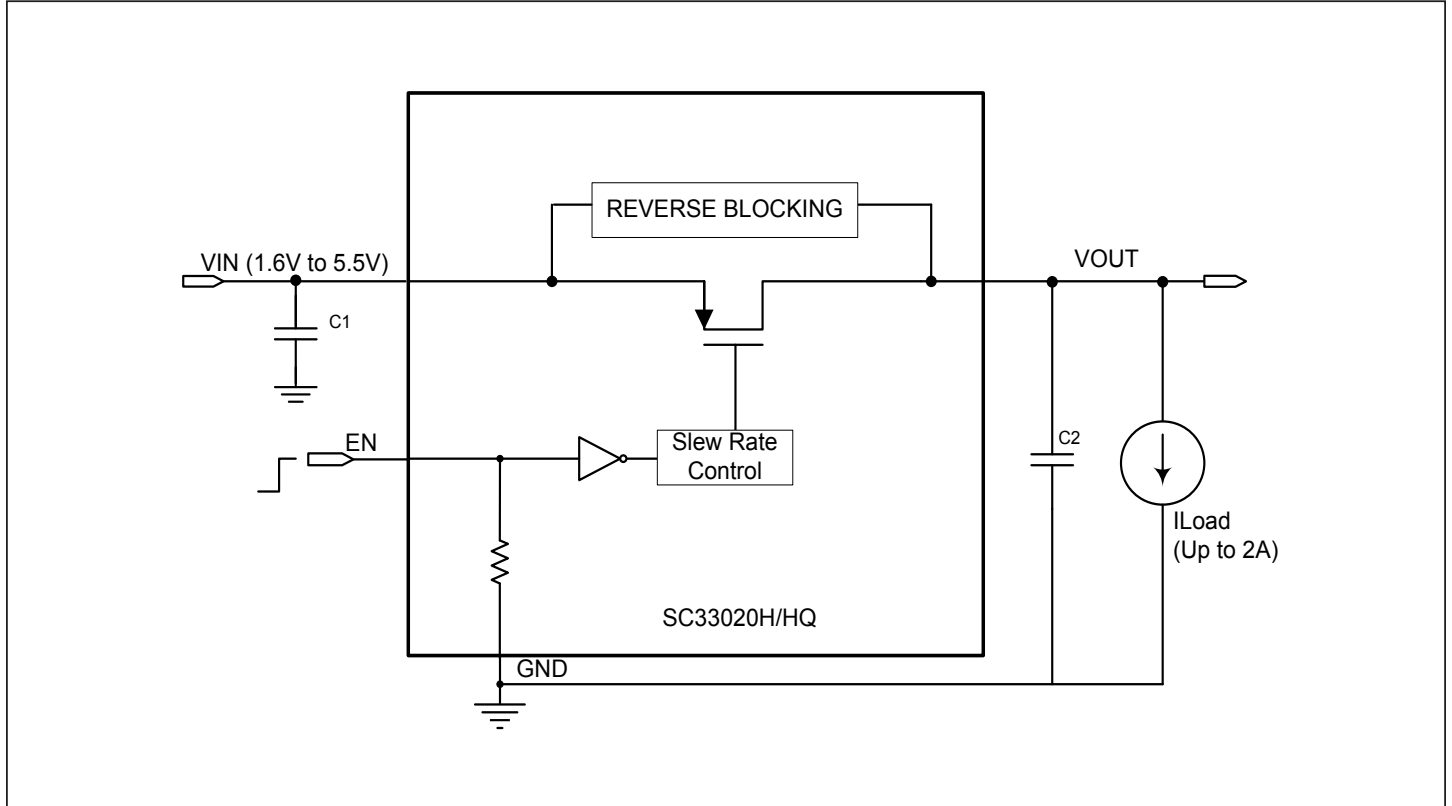 REVERSE BLOCKING
VIN (1.6V to 5.5V)
VOUT
C1
EN
Slew Rate
Control
C2
ILoad
(Up to 2A)
SC33020H/HQ
GND